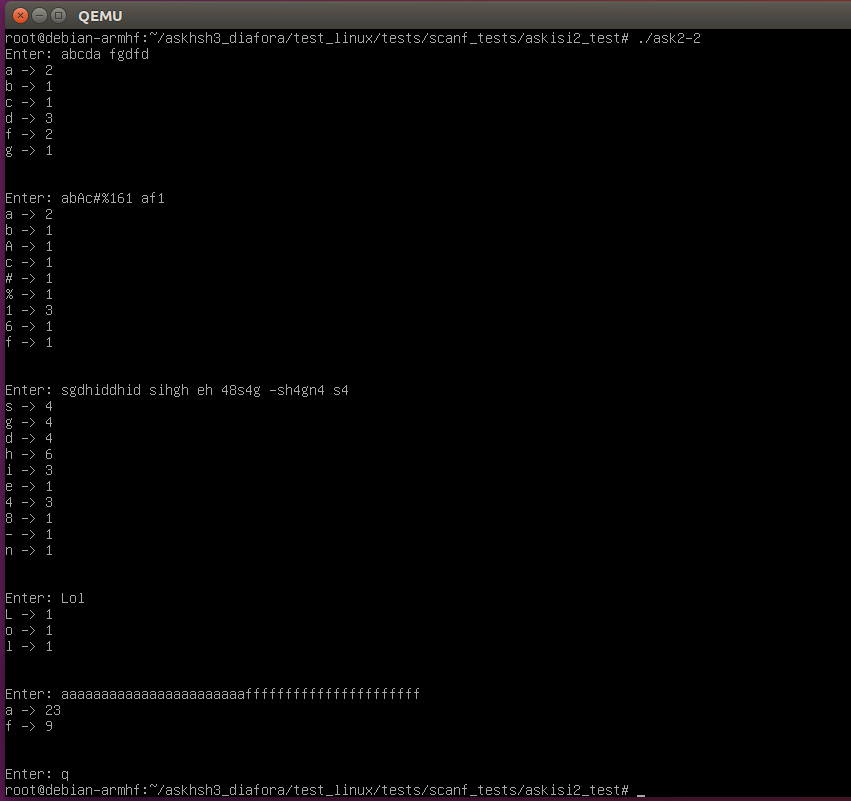 QEMU
root@debian-armhf:~/askhsh3_diafora/test_linux/tests/scanf_tests/askisi2_test# ./ask2-2
Enter: abcda fgdfd
a -> 2
b -> 1
c -> 1
d -> 3
f -> 2
g -> 1
Enter: abAc#%161 af1
a -> 2
b -> 1
A -> 1
c -> 1
# -> 1
% -> 1
1 -> 3
6 -> 1
f -> 1
Enter: sgdhiddhid sihgh eh 48s4g -sh4gn4 s4
s -> 4
g -> 4
d -> 4
h -> 6
i -> 3
e -> 1
4 -> 3
8 -> 1
- -> 1
n -> 1
Enter: Lol
L -> 1
o -> 1
l -> 1
Enter: aaaaaaaaaaaaaaaaaaaaaaaffffffffffffffffffffff
a -> 23
f -> 9
Enter: q
root@debian-armhf:~/askhsh3_diafora/test_linux/tests/scanf_tests/askisi2_test# _